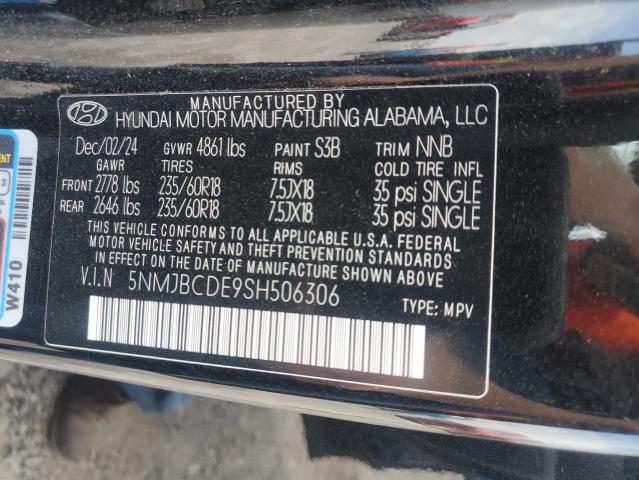 MANUFACTURED BY
HYUNDAI MOTOR MANUFACTURING ALABAMA, LLC
Dec/02/24 GVWR 4861 lbs PAINT S3B TRIM NNB
GAWR TIRES RIMS COLD TIRE INFL
FRONT 2778 lbs 235/60R18 7.5JX18 35 psi SINGLE
REAR 2646 lbs 235/60R18 7.5JX18 35 psi SINGLE
THIS VEHICLE CONFORMS TO ALL APPLICABLE U.S.A. FEDERAL
MOTOR VEHICLE SAFETY AND THEFT PREVENTION STANDARDS
IN EFFECT ON THE DATE OF MANUFACTURE SHOWN ABOVE.
V.I.N 5NMJBCDE9SH506306
TYPE: MPV
W410